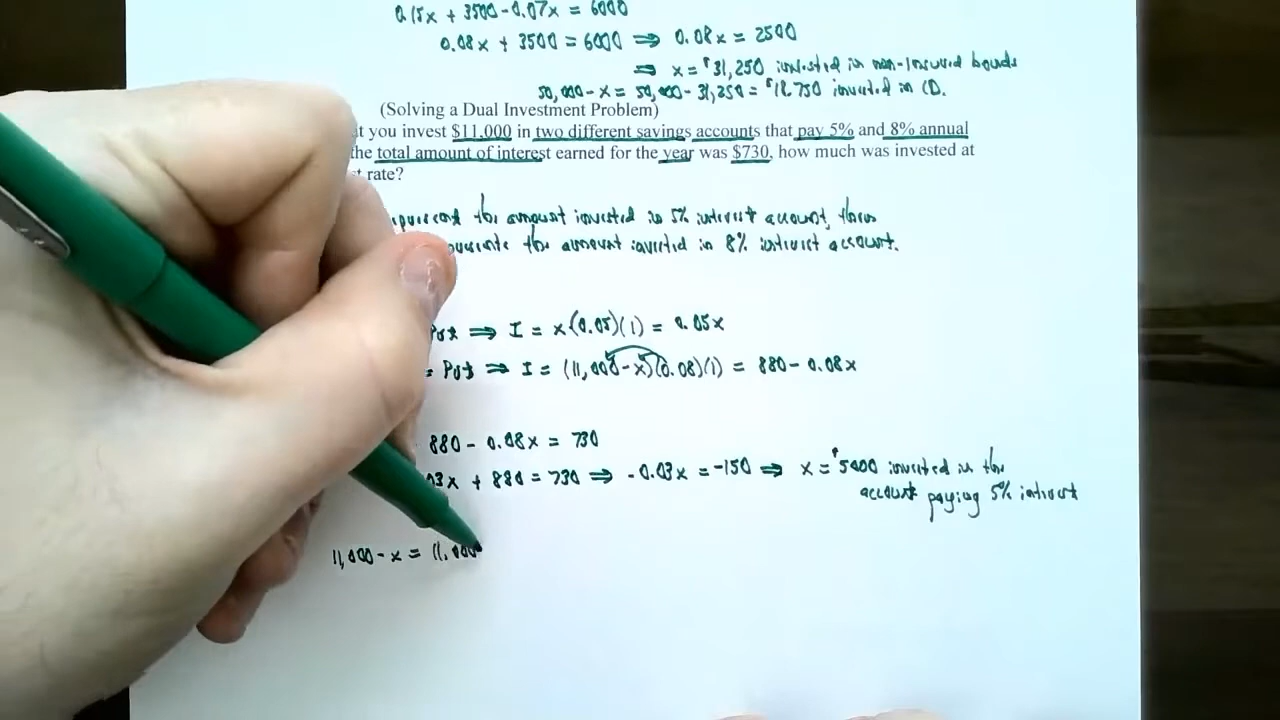 0.15x + 3500 - 0.07x = 6000
0.08x + 3500 = 6000 ⇒ 0.08x = 2500
⇒ x = $31,250 invested in non-insured bonds
50,000 - x = 50,000 - 31,250 = $18,750 invested in CD.
(Solving a Dual Investment Problem)
you invest $11,000 in two different savings accounts that pay 5% and 8% annual
the total amount of interest earned for the year was $730, how much was invested at
rate?
the amount invested in 5% interest account, then
the amount invested in 8% interest account.
⇒ I = x(0.05)(1) = 0.05x
= Prt ⇒ I = (11,000 - x)(0.08)(1) = 880 - 0.08x
880 - 0.08x = 730
03x + 880 = 730 ⇒ -0.03x = -150 ⇒ x = $5000 invested in the
account paying 5% interest
11,000 - x = 11,000